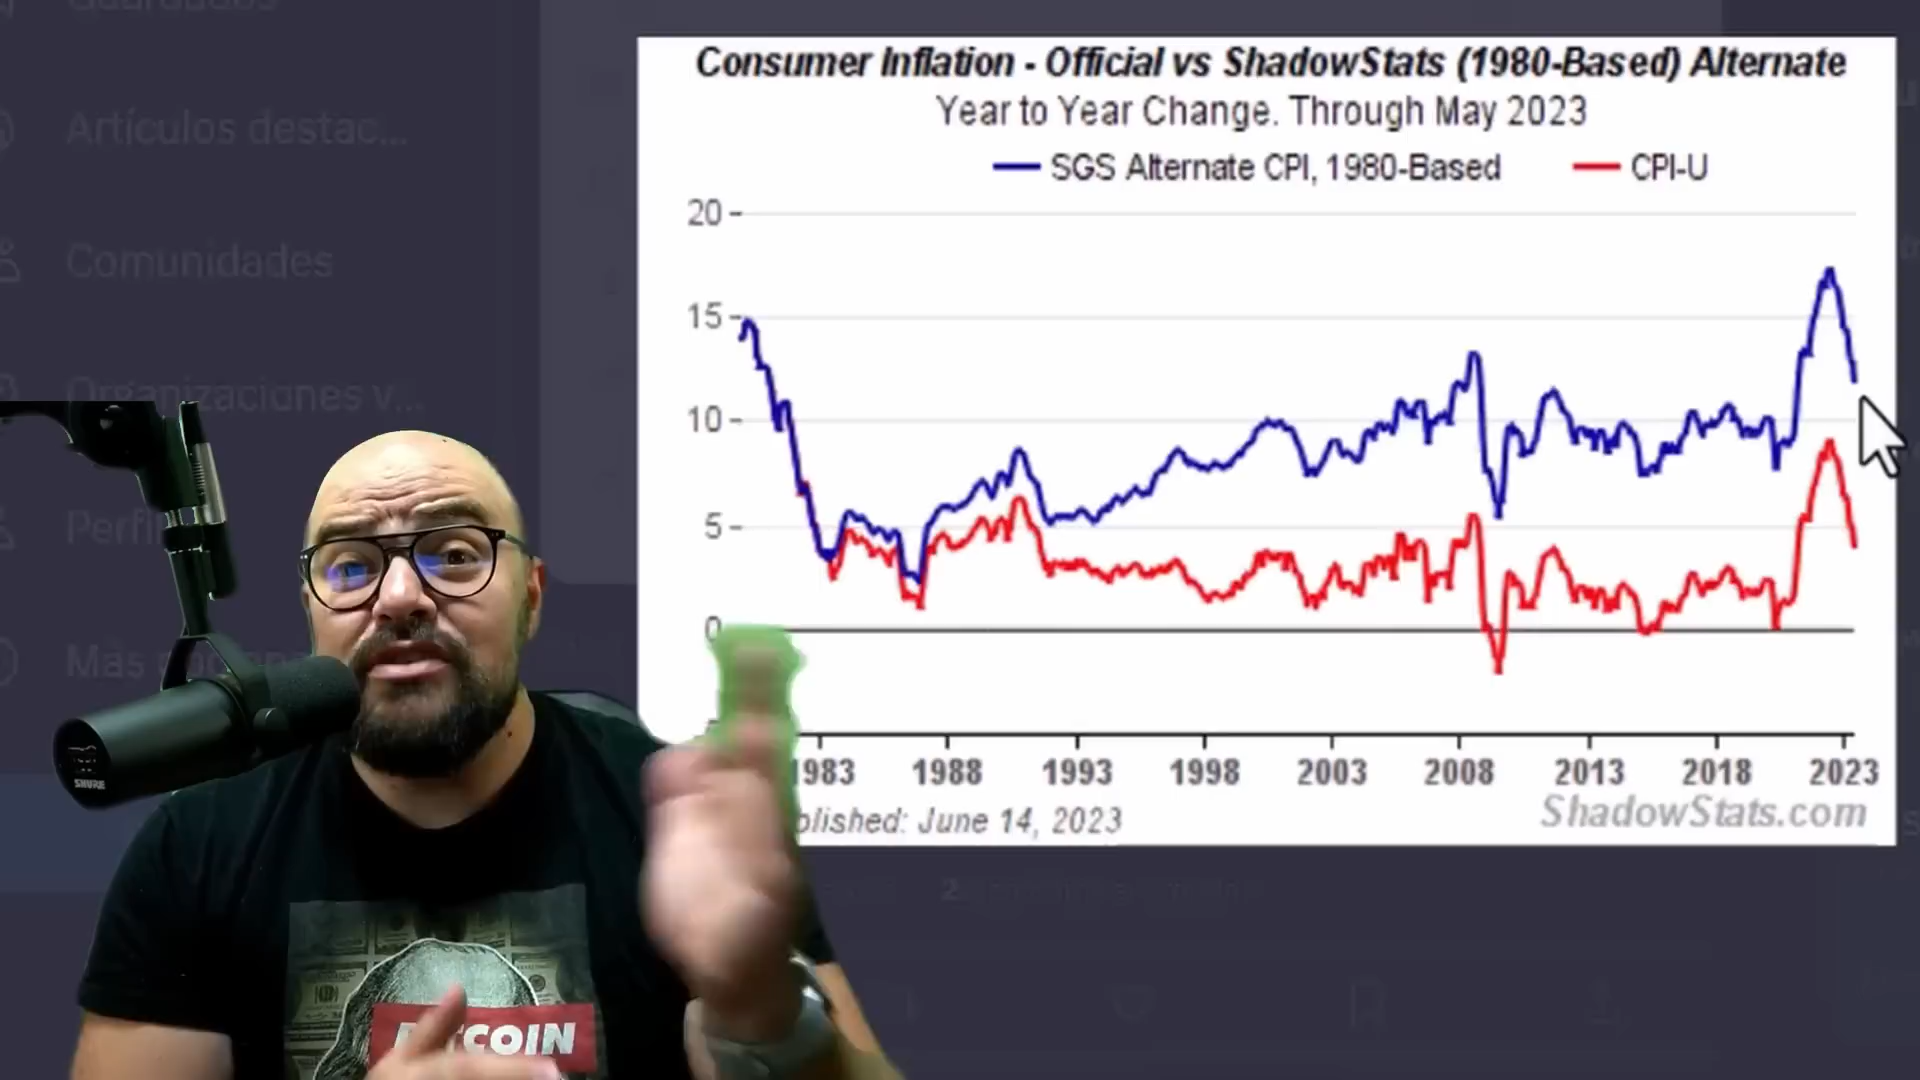 Artículos destac...
Comunidades
Organizaciones v...
Consumer Inflation - Official vs ShadowStats (1980-Based) Alternate
Year to Year Change. Through May 2023
SGS Alternate CPI, 1980-Based
CPI-U
20
15
10
5
0
1983 1988 1993 1998 2003 2008 2013 2018 2023
blished: June 14, 2023
ShadowStats.com
SHURE
COIN